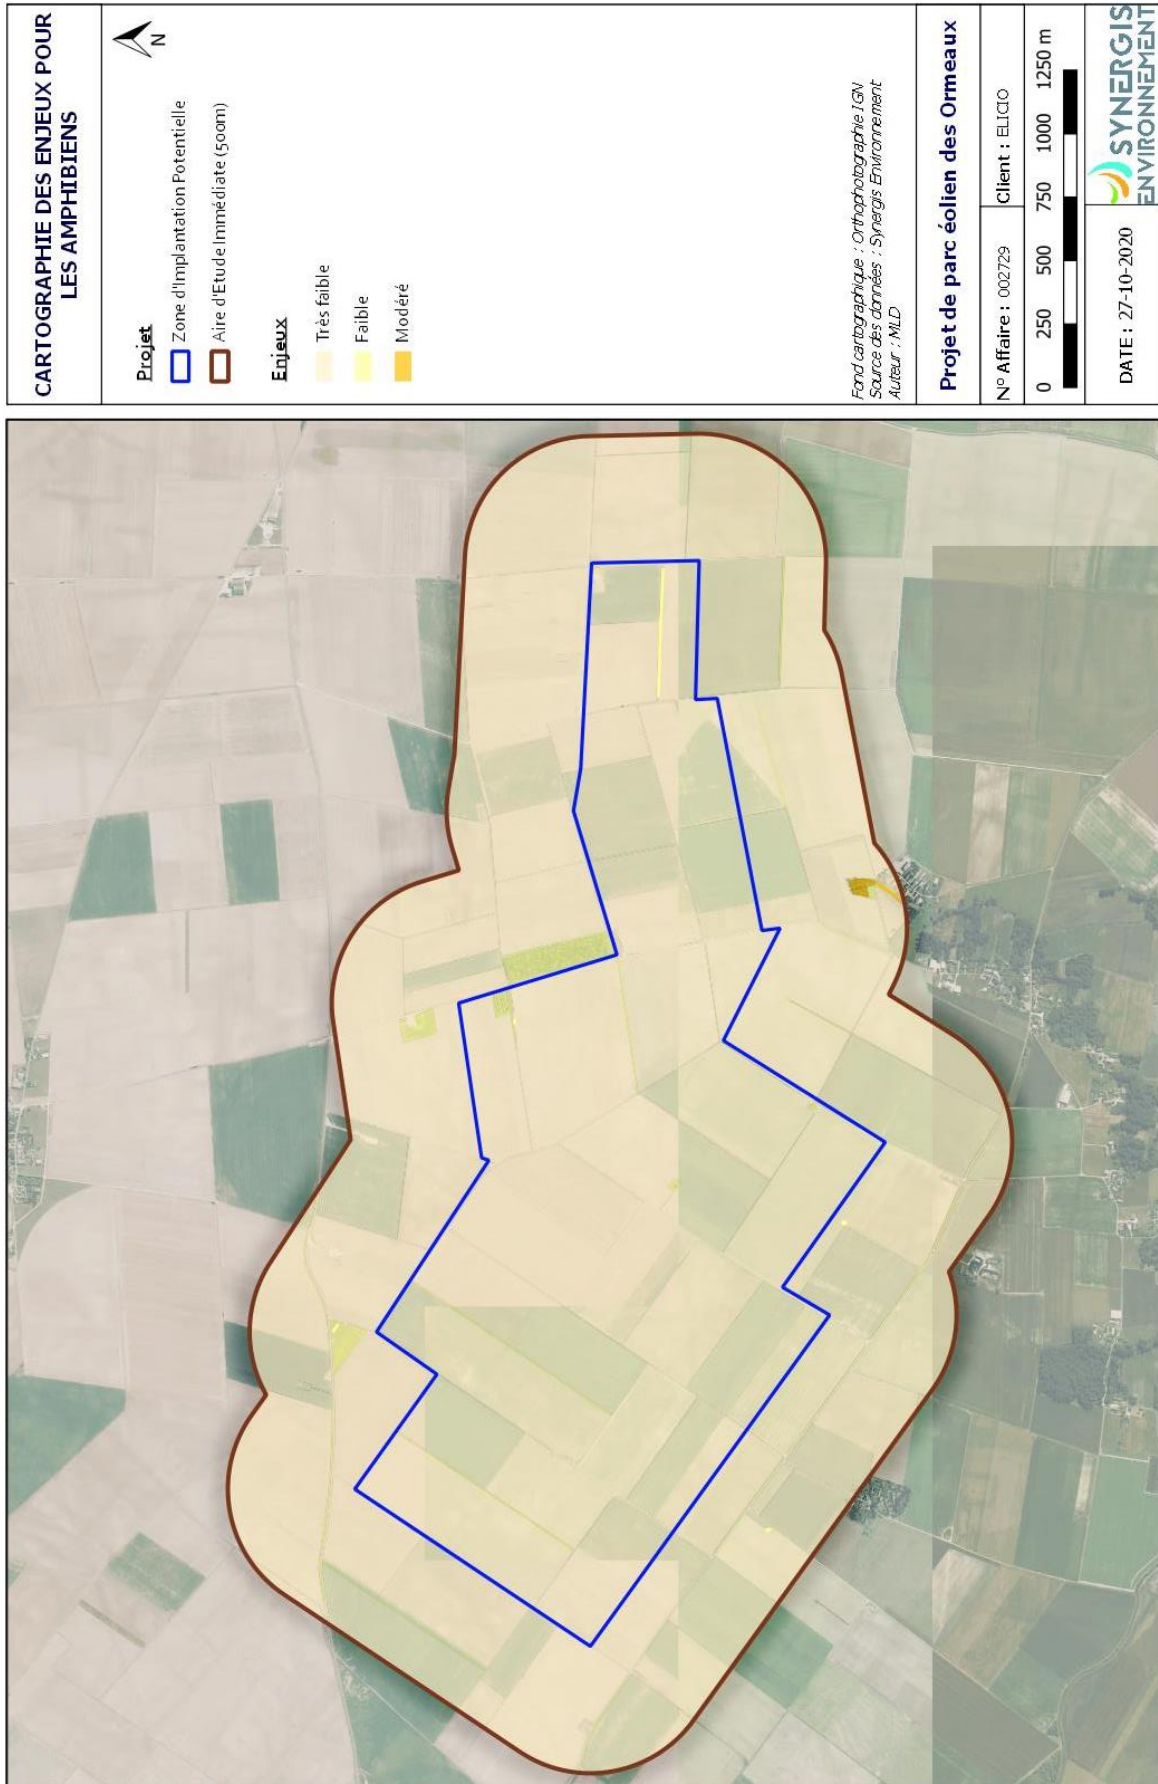 CARTOGRAPHIE DES ENJEUX POUR
LES AMPHIBIENS
N
Projet
Zone d'Implantation Potentielle
Aire d'Etude Immédiate (500m)
Enjeux
Très faible
Faible
Modéré
Fond cartographique : Orthophotographie IGN
Source des données : Synergis Environnement
Auteur : MLD
Projet de parc éolien des Ormeaux
N° Affaire : 002729
Client : ELICIO
0 250 500 750 1000 1250 m
DATE : 27-10-2020
SYNERGIS
ENVIRONNEMENT